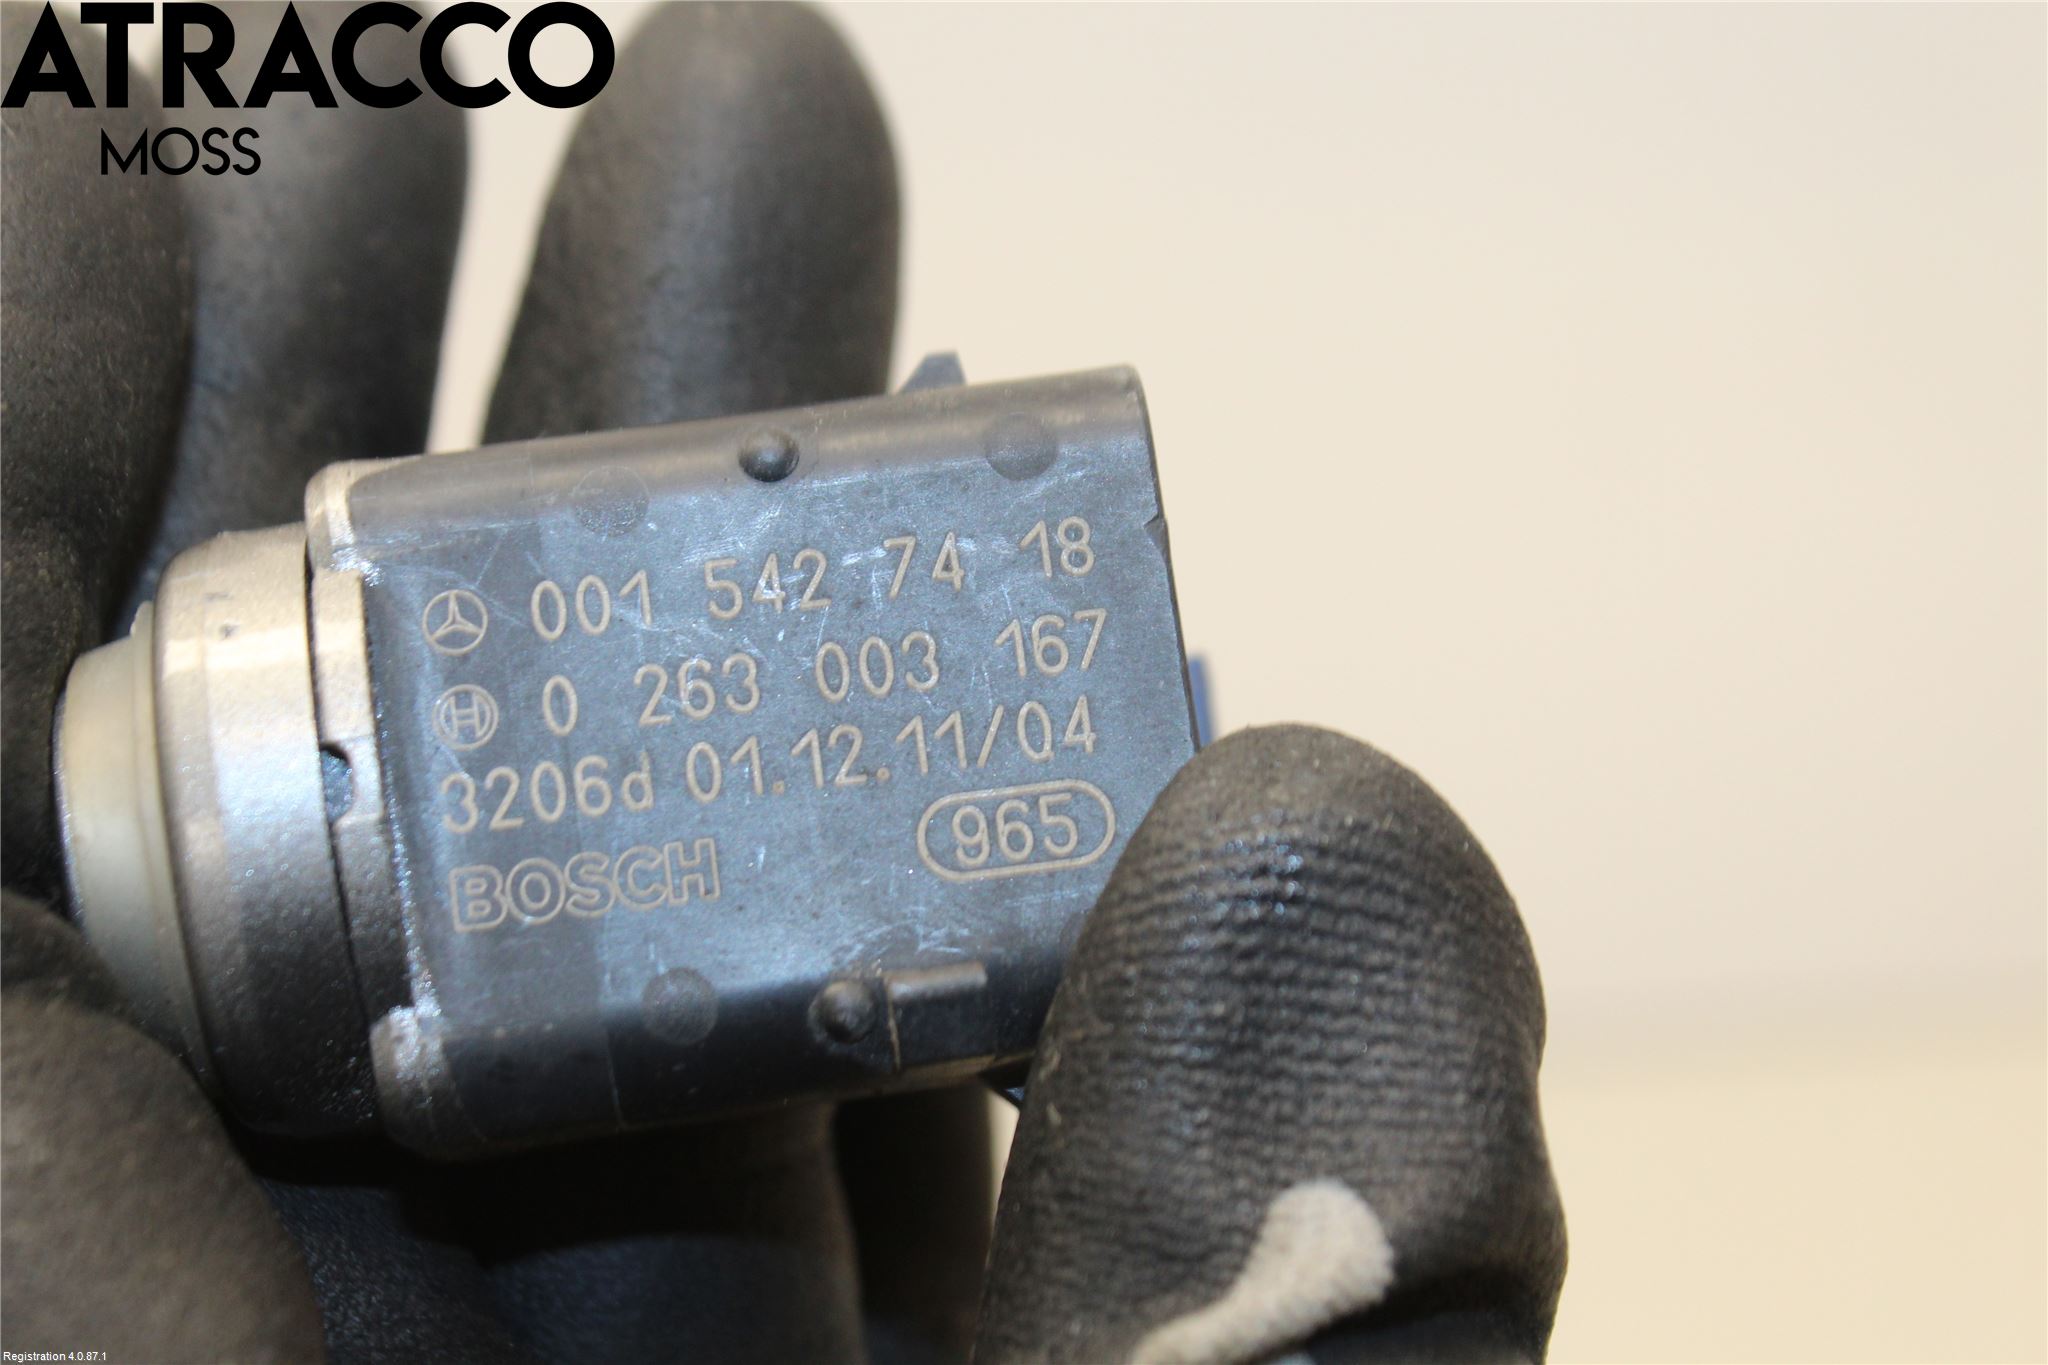 ATRACCO
MOSS
001 542 74 18
0 263 003 167
3206d 01.12.11/04
965
BOSCH
Registration 4.0.87.1